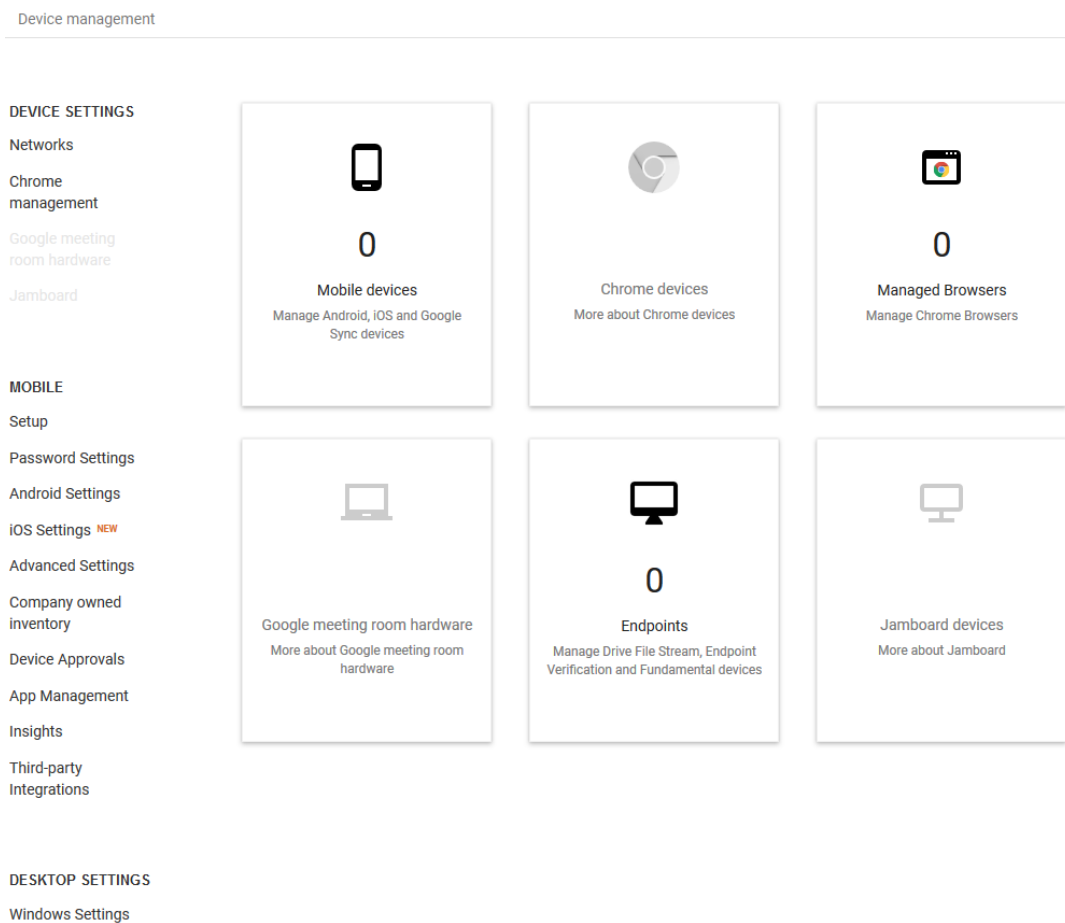 Device management
DEVICE SETTINGS
Networks
Chrome
management
Google meeting
room hardware
Jamboard
MOBILE
Setup
Password Settings
Android Settings
iOS Settings NEW
Advanced Settings
Company owned
inventory
Device Approvals
App Management
Insights
Third-party
Integrations
DESKTOP SETTINGS
Windows Settings
0
Mobile devices
Manage Android, iOS and Google
Sync devices
Chrome devices
More about Chrome devices
0
Managed Browsers
Manage Chrome Browsers
Google meeting room hardware
More about Google meeting room
hardware
0
Endpoints
Manage Drive File Stream, Endpoint
Verification and Fundamental devices
Jamboard devices
More about Jamboard